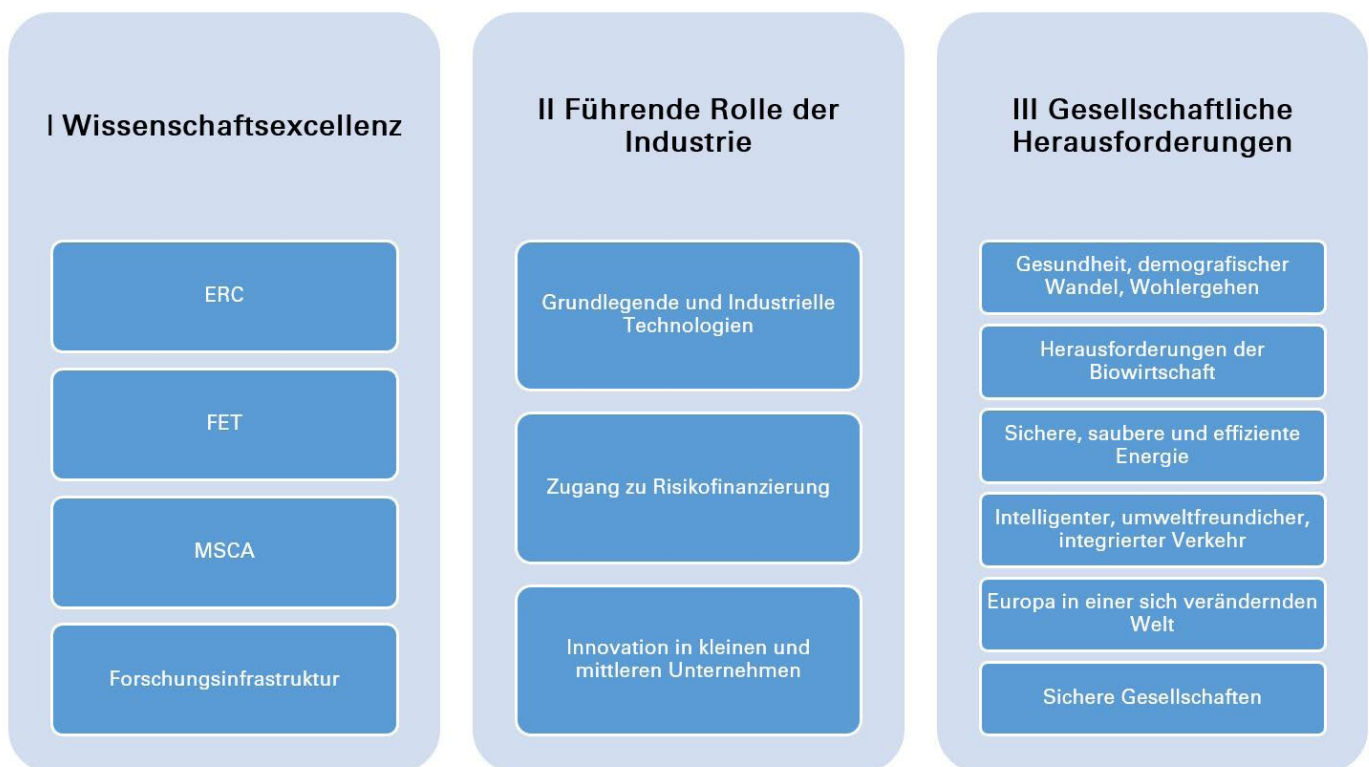 I Wissenschaftsexcellenz
ERC
FET
MSCA
Forschungsinfrastruktur
II Führende Rolle der
Industrie
Grundlegende und Industrielle
Technologien
Zugang zu Risikofinanzierung
Innovation in kleinen und
mittleren Unternehmen
III Gesellschaftliche
Herausforderungen
Gesundheit, demografischer
Wandel, Wohlergehen
Herausforderungen der
Biowirtschaft
Sichere, saubere und effiziente
Energie
Intelligenter, umweltfreundicher,
integrierter Verkehr
Europa in einer sich verändernden
Welt
Sichere Gesellschaften